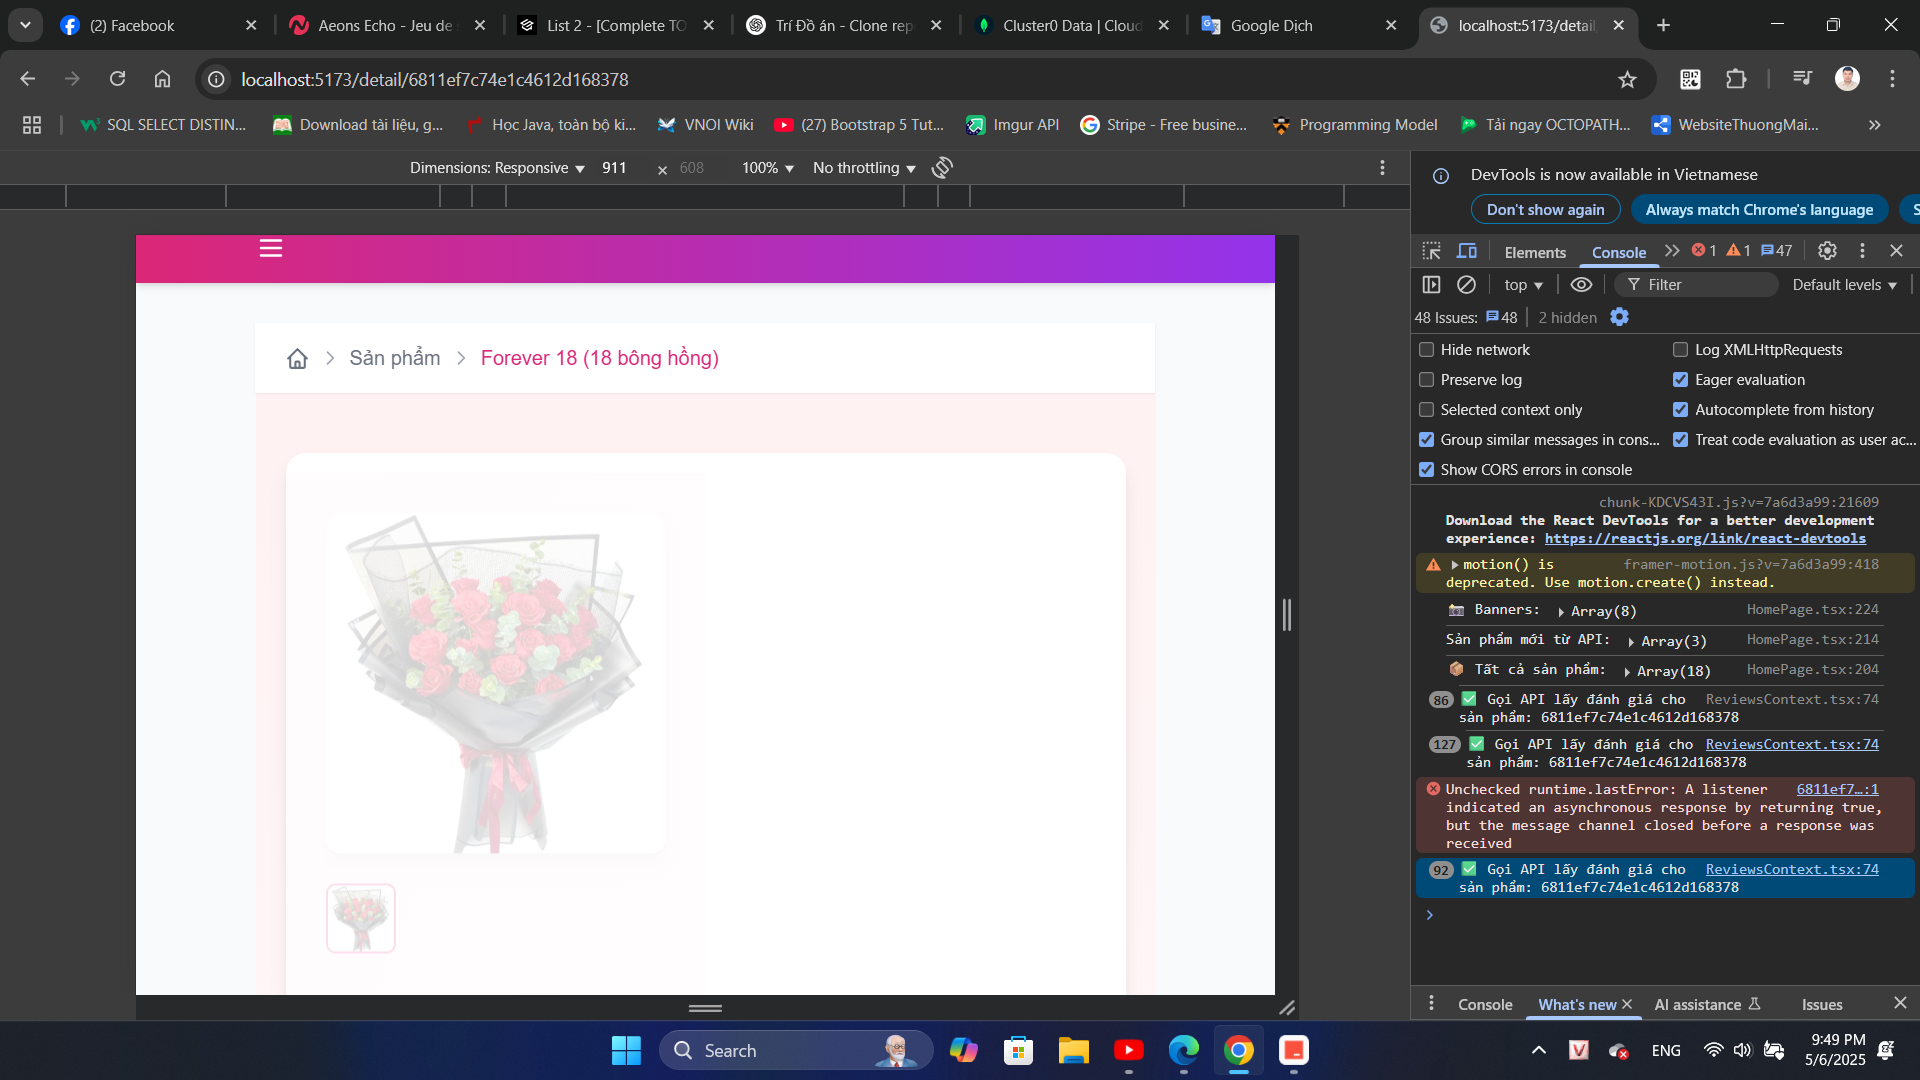 (2) Facebook
Aeons Echo - Jeu de
List 2 - [Complete TO
Trí Đồ án - Clone rep
Cluster0 Data | Cloud
Google Dịch
localhost:5173/detail
localhost:5173/detail/6811ef7c74e1c4612d168378
SQL SELECT DISTIN...
Download tài liệu, g...
Học Java, toàn bộ ki...
VNOI Wiki
(27) Bootstrap 5 Tut...
Imgur API
Stripe - Free busine...
Programming Model
Tải ngay OCTOPATH...
WebsiteThuongMai...
Dimensions: Responsive
911
×
608
100%
No throttling
DevTools is now available in Vietnamese
Don't show again
Always match Chrome's language
S
Elements
Console
1
1
47
top
Filter
Default levels
48 Issues:
48
2 hidden
Hide network
Log XMLHttpRequests
Preserve log
Eager evaluation
Selected context only
Autocomplete from history
Group similar messages in cons...
Treat code evaluation as user ac...
Show CORS errors in console
chunk-KDCVS43I.js?v=7a6d3a99:21609
Download the React DevTools for a better development
experience: https://reactjs.org/link/react-devtools
motion() is
framer-motion.js?v=7a6d3a99:418
deprecated. Use motion.create() instead.
Banners:
Array(8)
HomePage.tsx:224
Sản phẩm mới từ API:
Array(3)
HomePage.tsx:214
Tất cả sản phẩm:
Array(18)
HomePage.tsx:204
86
Gọi API lấy đánh giá cho
ReviewsContext.tsx:74
sản phẩm: 6811ef7c74e1c4612d168378
127
Gọi API lấy đánh giá cho
ReviewsContext.tsx:74
sản phẩm: 6811ef7c74e1c4612d168378
Unchecked runtime.lastError: A listener
6811ef7…:1
indicated an asynchronous response by returning true,
but the message channel closed before a response was
received
92
Gọi API lấy đánh giá cho
ReviewsContext.tsx:74
sản phẩm: 6811ef7c74e1c4612d168378
Sản phẩm
Forever 18 (18 bông hồng)
Console
What's new
AI assistance
Issues
Search
ENG
9:49 PM
5/6/2025